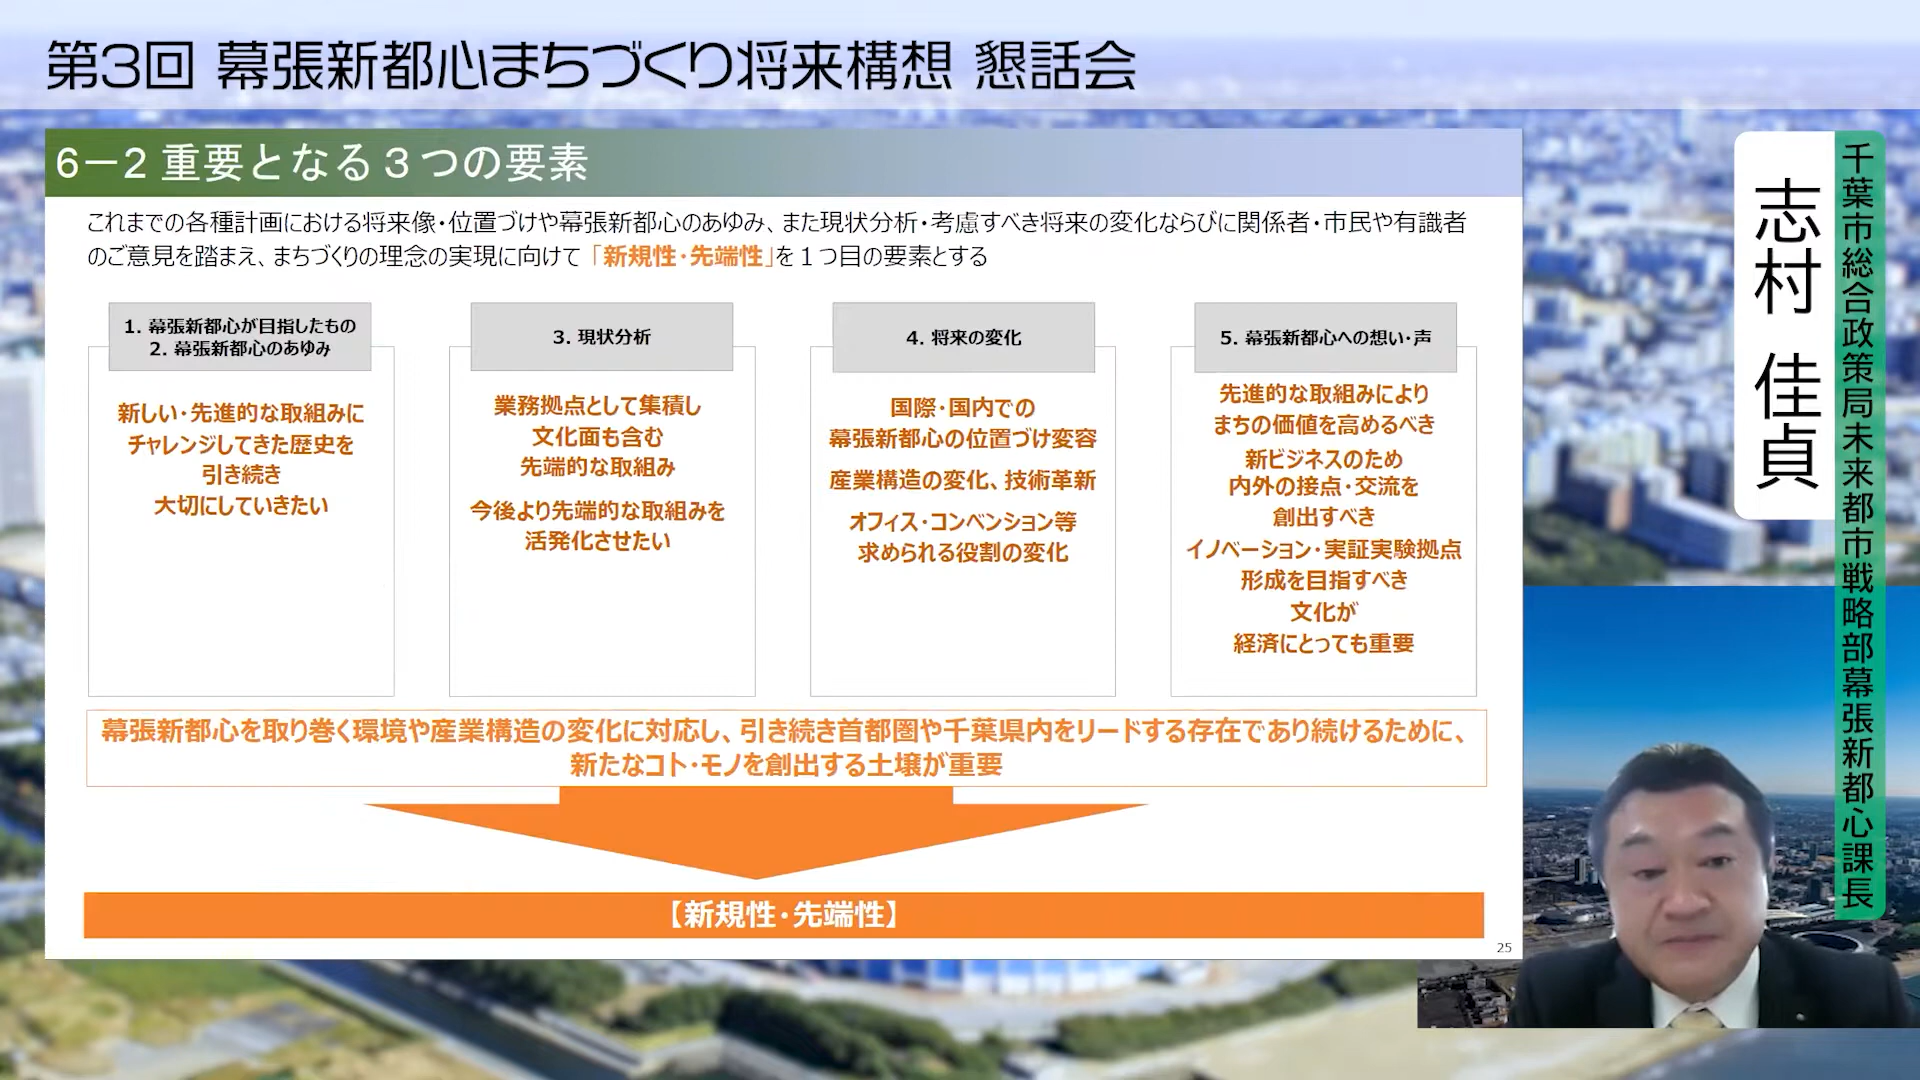 第3回 幕張新都心まちづくり将来構想 懇話会
6－2 重要となる３つの要素
これまでの各種計画における将来像・位置づけや幕張新都心のあゆみ、また現状分析・考慮すべき将来の変化ならびに関係者・市民や有識者
のご意見を踏まえ、まちづくりの理念の実現に向けて「新規性・先端性」を１つ目の要素とする
1. 幕張新都心が目指したもの
2. 幕張新都心のあゆみ
新しい・先進的な取組みに
チャレンジしてきた歴史を
引き続き
大切にしていきたい
3. 現状分析
業務拠点として集積し
文化面も含む
先端的な取組み
今後より先端的な取組みを
活発化させたい
4. 将来の変化
国際・国内での
幕張新都心の位置づけ変容
産業構造の変化、技術革新
オフィス・コンベンション等
求められる役割の変化
5. 幕張新都心への想い・声
先進的な取組みにより
まちの価値を高めるべき
新ビジネスのため
内外の接点・交流を
創出すべき
イノベーション・実証実験拠点
形成を目指すべき
文化が
経済にとっても重要
幕張新都心を取り巻く環境や産業構造の変化に対応し、引き続き首都圏や千葉県内をリードする存在であり続けるために、
新たなコト・モノを創出する土壌が重要
【新規性・先端性】
25
千葉市総合政策局未来都市戦略部幕張新都心課長
志村 佳貞